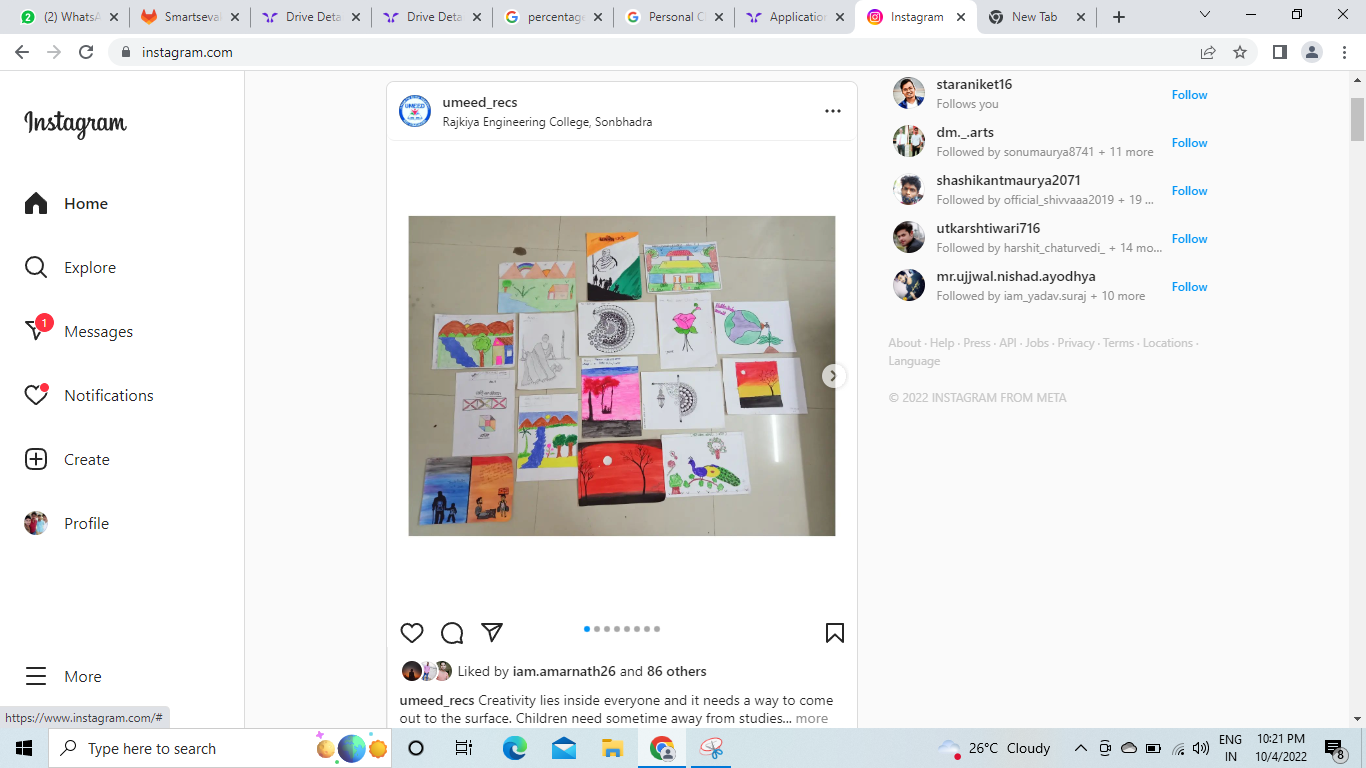 (2) WhatsA
Smartseval
Drive Deta
Drive Deta
percentage
Personal C
Application
Instagram
New Tab
instagram.com
Instagram
Home
Explore
1
Messages
Notifications
Create
Profile
More
https://www.instagram.com/#
UMEED
umeed_recs
Rajkiya Engineering College, Sonbhadra
Liked by iam.amarnath26 and 86 others
umeed_recs Creativity lies inside everyone and it needs a way to come
out to the surface. Children need sometime away from studies... more
staraniket16
Follows you
Follow
dm._.arts
Followed by sonumaurya8741 + 11 more
Follow
shashikantmaurya2071
Followed by official_shivvaaa2019 + 19 ...
Follow
utkarshtiwari716
Followed by harshit_chaturvedi_ + 14 mo...
Follow
mr.ujjwal.nishad.ayodhya
Followed by iam_yadav.suraj + 10 more
Follow
About · Help · Press · API · Jobs · Privacy · Terms · Locations ·
Language
© 2022 INSTAGRAM FROM META
Type here to search
26°C Cloudy
ENG
IN
10:21 PM
10/4/2022
8